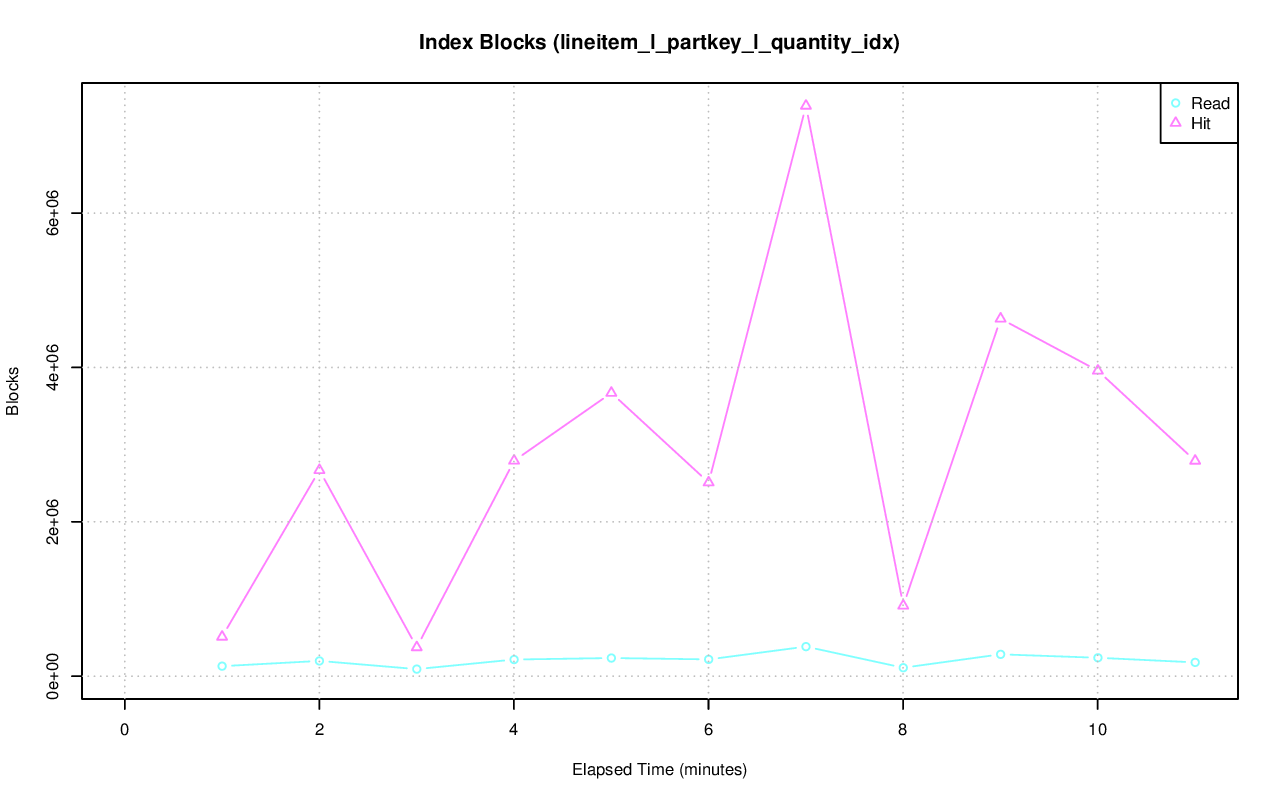 Index Blocks (lineitem_l_partkey_l_quantity_idx)
Read
Hit
Blocks
6e+06
4e+06
2e+06
0e+00
0 2 4 6 8 10
Elapsed Time (minutes)